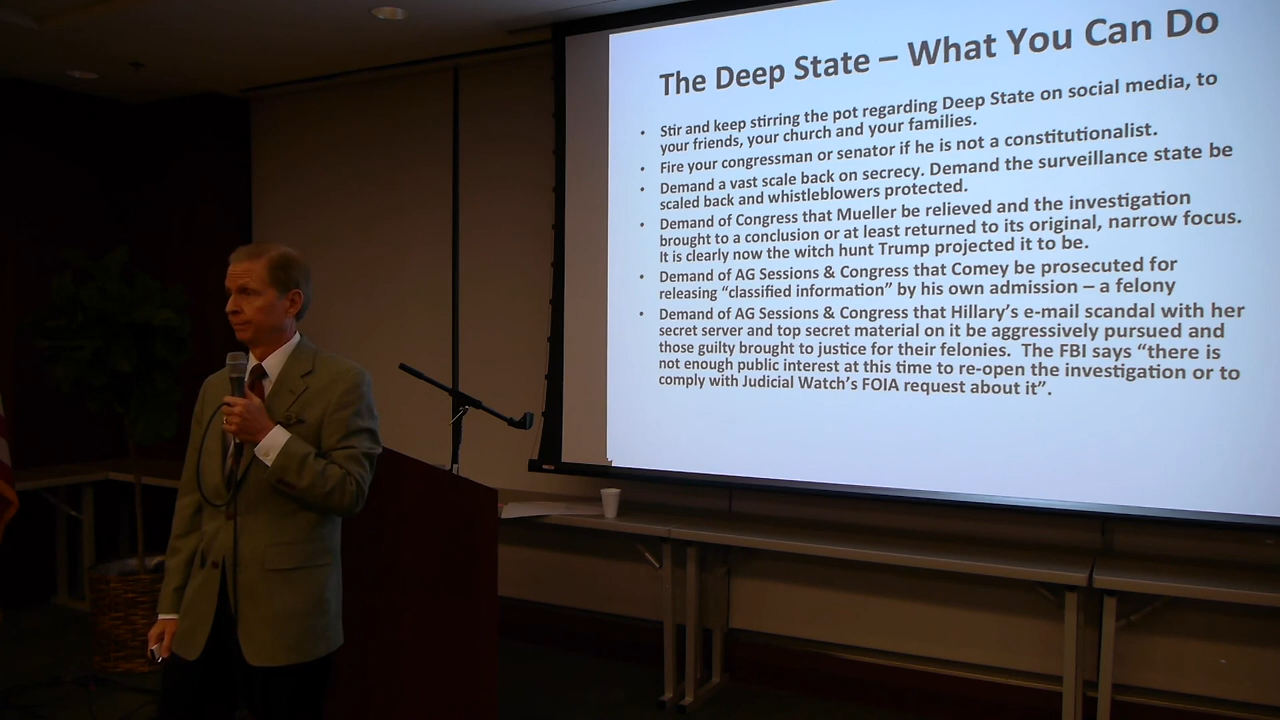 The Deep State – What You Can Do
• Stir and keep stirring the pot regarding Deep State on social media, to
your friends, your church and your families.
• Fire your congressman or senator if he is not a constitutionalist.
• Demand a vast scale back on secrecy. Demand the surveillance state be
scaled back and whistleblowers protected.
• Demand of Congress that Mueller be relieved and the investigation
brought to a conclusion or at least returned to its original, narrow focus.
It is clearly now the witch hunt Trump projected it to be.
• Demand of AG Sessions & Congress that Comey be prosecuted for
releasing “classified information” by his own admission – a felony
• Demand of AG Sessions & Congress that Hillary’s e-mail scandal with her
secret server and top secret material on it be aggressively pursued and
those guilty brought to justice for their felonies. The FBI says “there is
not enough public interest at this time to re-open the investigation or to
comply with Judicial Watch’s FOIA request about it”.